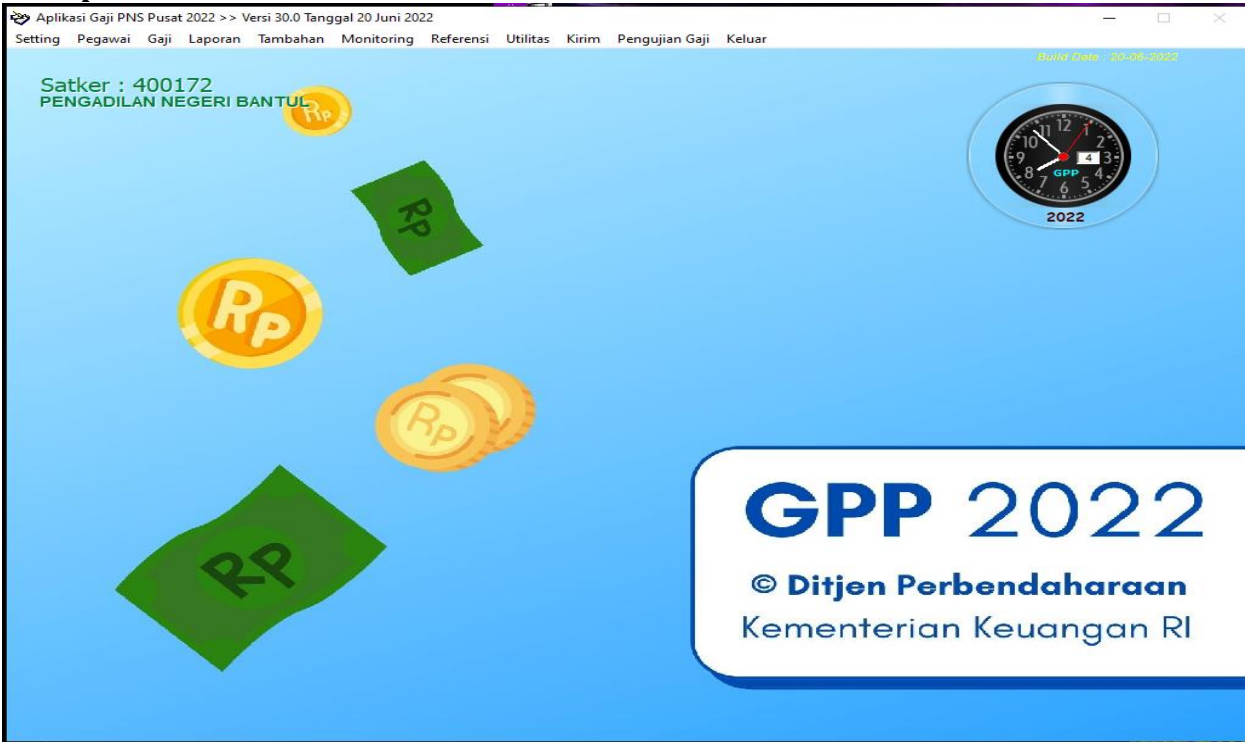 Aplikasi Gaji PNS Pusat 2022 >> Versi 30.0 Tanggal 20 Juni 2022
Setting Pegawai Gaji Laporan Tambahan Monitoring Referensi Utilitas Kirim Pengujian Gaji Keluar
Build Date : 20-06-2022
Satker : 400172
PENGADILAN NEGERI BANTUL
Rp
RP
Rp
Rp
RP
12 1 2 3 4 5 6 7 8 9 10 11
4
GPP
2022
GPP 2022
© Ditjen Perbendaharaan
Kementerian Keuangan RI